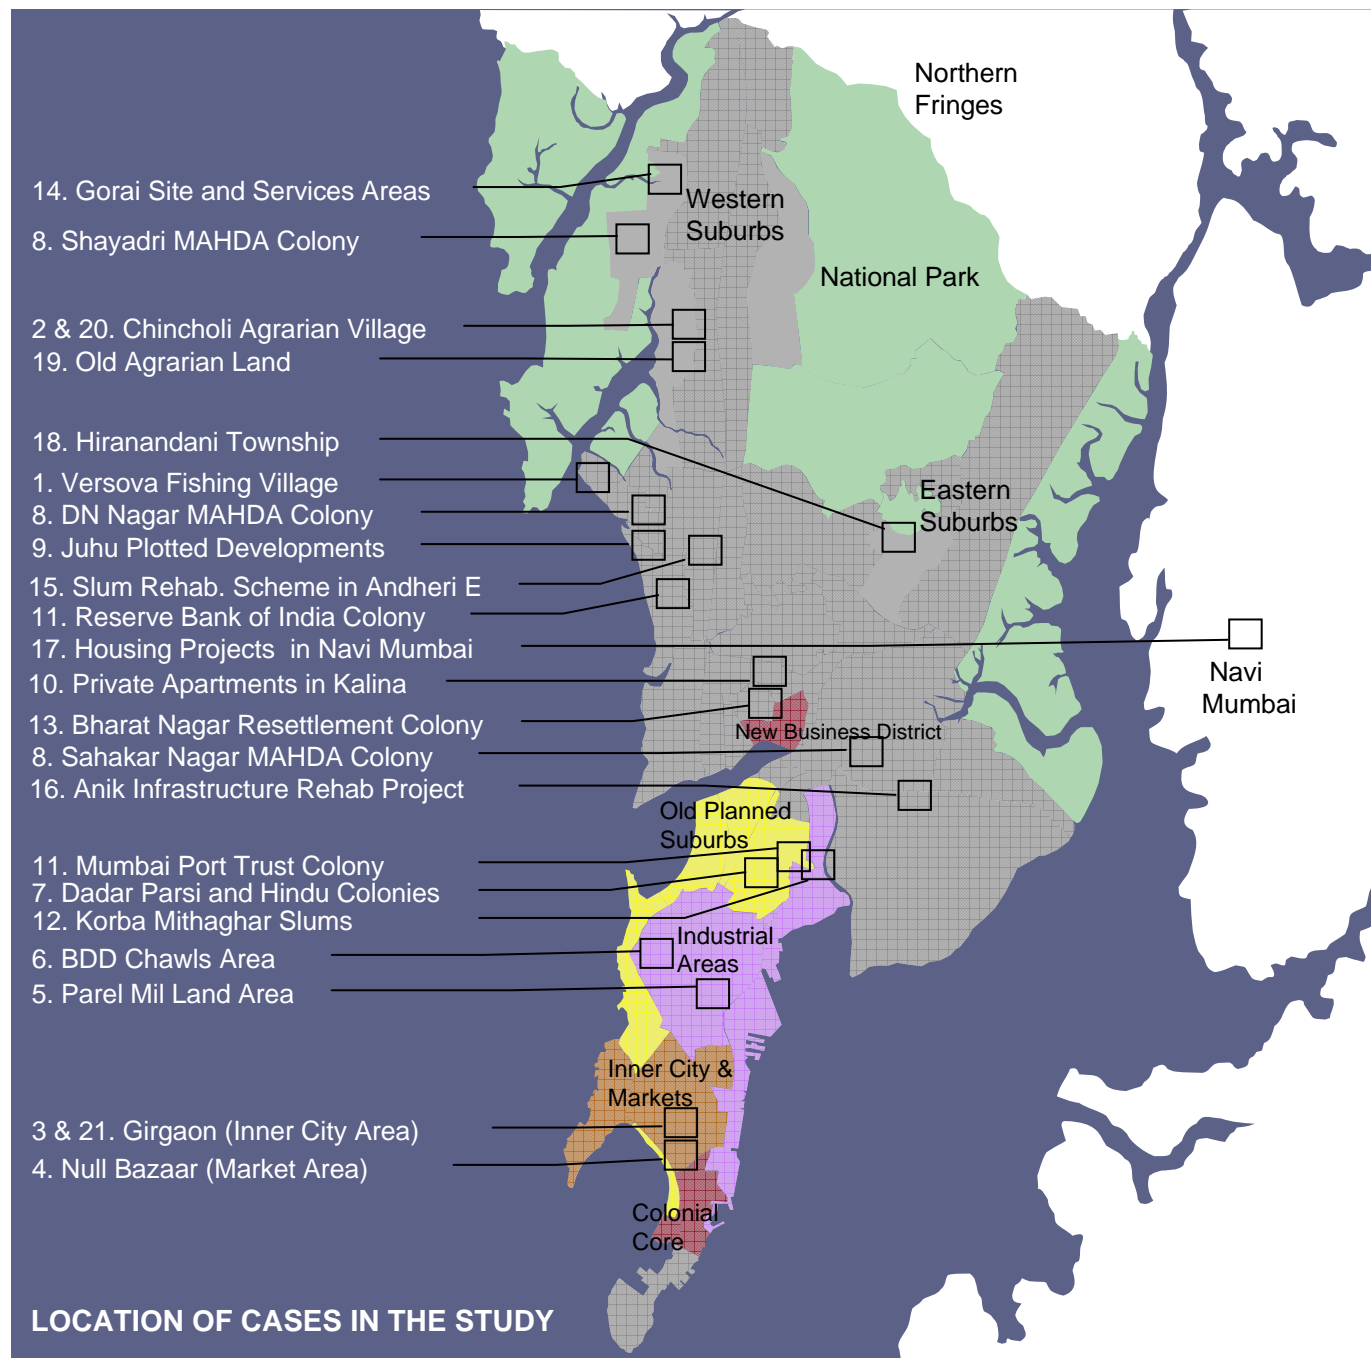 Northern
Fringes
14. Gorai Site and Services Areas
Western
Suburbs
8. Shayadri MAHDA Colony
National Park
2 & 20. Chincholi Agrarian Village
19. Old Agrarian Land
18. Hiranandani Township
1. Versova Fishing Village
Eastern
Suburbs
8. DN Nagar MAHDA Colony
9. Juhu Plotted Developments
15. Slum Rehab. Scheme in Andheri E
11. Reserve Bank of India Colony
17. Housing Projects in Navi Mumbai
Navi
Mumbai
10. Private Apartments in Kalina
13. Bharat Nagar Resettlement Colony
New Business District
8. Sahakar Nagar MAHDA Colony
16. Anik Infrastructure Rehab Project
Old Planned
Suburbs
11. Mumbai Port Trust Colony
7. Dadar Parsi and Hindu Colonies
12. Korba Mithaghar Slums
Industrial
Areas
6. BDD Chawls Area
5. Parel Mil Land Area
Inner City &
Markets
3 & 21. Girgaon (Inner City Area)
4. Null Bazaar (Market Area)
Colonial
Core
LOCATION OF CASES IN THE STUDY